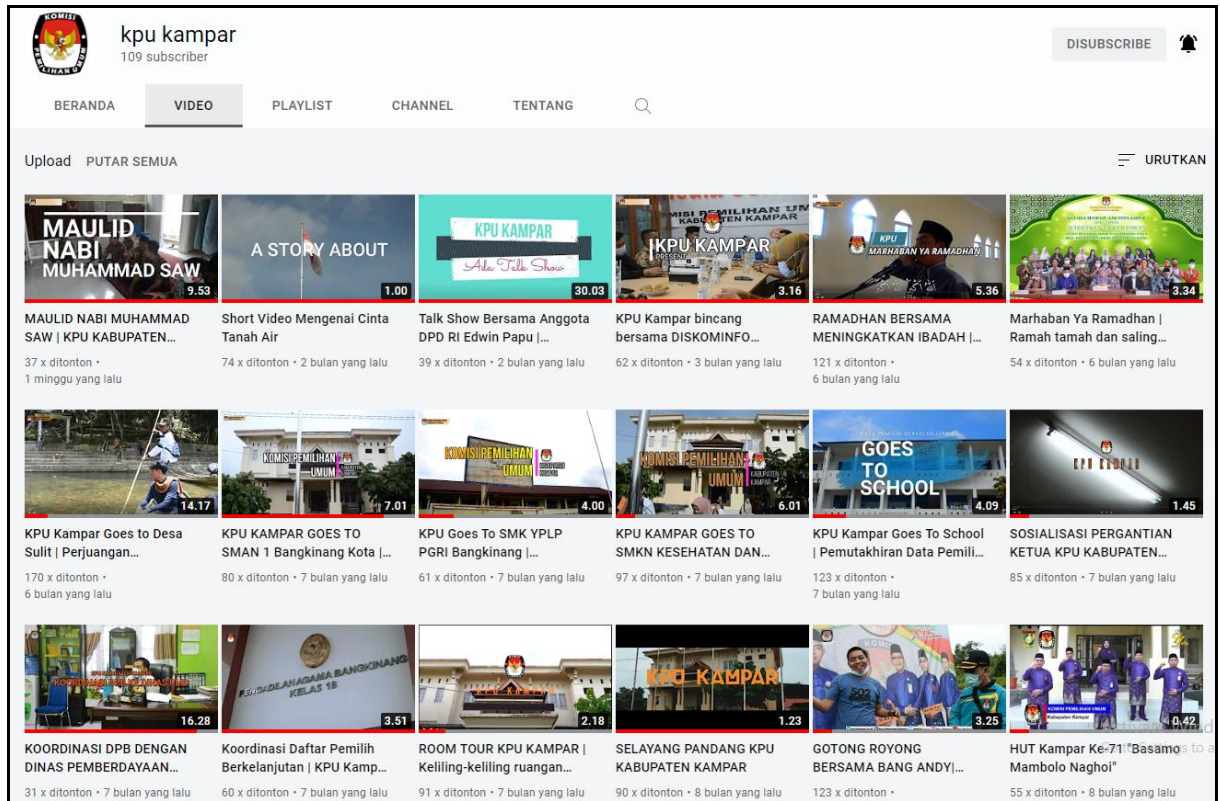 KOMISI
PEMILIHAN UMUM
kpu kampar
109 subscriber
DISUBSCRIBE
BERANDA VIDEO PLAYLIST CHANNEL TENTANG
Upload PUTAR SEMUA
URUTKAN
MAULID
NABI
MUHAMMAD SAW
9.53
A STORY ABOUT
1.00
KPU KAMPAR
Ada Talk Show
30.03
KPU KAMPAR
PRESENT
3.16
KPU
MARHABAN YA RAMADHAN
5.36
3.34
MAULID NABI MUHAMMAD
SAW | KPU KABUPATEN...
37 x ditonton •
1 minggu yang lalu
Short Video Mengenai Cinta
Tanah Air
74 x ditonton • 2 bulan yang lalu
Talk Show Bersama Anggota
DPD RI Edwin Papu |...
39 x ditonton • 2 bulan yang lalu
KPU Kampar bincang
bersama DISKOMINFO...
62 x ditonton • 3 bulan yang lalu
RAMADHAN BERSAMA
MENINGKATKAN IBADAH |...
121 x ditonton •
6 bulan yang lalu
Marhaban Ya Ramadhan |
Ramah tamah dan saling...
54 x ditonton • 6 bulan yang lalu
14.17
KOMISI PEMILIHAN
UMUM
7.01
KOMISI PEMILIHAN
UMUM
4.00
KOMISI PEMILIHAN
UMUM
KABUPATEN
KAMPAR
6.01
GOES
TO
SCHOOL
4.09
KPU KAMPAR
1.45
KPU Kampar Goes to Desa
Sulit | Perjuangan...
170 x ditonton •
6 bulan yang lalu
KPU KAMPAR GOES TO
SMAN 1 Bangkinang Kota |...
80 x ditonton • 7 bulan yang lalu
KPU Goes To SMK YPLP
PGRI Bangkinang |...
61 x ditonton • 7 bulan yang lalu
KPU KAMPAR GOES TO
SMKN KESEHATAN DAN...
97 x ditonton • 7 bulan yang lalu
KPU Kampar Goes To School
| Pemutakhiran Data Pemili...
123 x ditonton •
7 bulan yang lalu
SOSIALISASI PERGANTIAN
KETUA KPU KABUPATEN...
85 x ditonton • 7 bulan yang lalu
16.28
PENGADILAN AGAMA BANGKINANG
KELAS 1B
3.51
KPU KAMPAR
2.18
KPU KAMPAR
1.23
3.25
KOMISI PEMILIHAN UMUM
Kabupaten Kampar
0.42
KOORDINASI DPB DENGAN
DINAS PEMBERDAYAAN...
31 x ditonton • 7 bulan yang lalu
Koordinasi Daftar Pemilih
Berkelanjutan | KPU Kamp...
60 x ditonton • 7 bulan yang lalu
ROOM TOUR KPU KAMPAR |
Keliling-keliling ruangan...
91 x ditonton • 7 bulan yang lalu
SELAYANG PANDANG KPU
KABUPATEN KAMPAR
90 x ditonton • 8 bulan yang lalu
GOTONG ROYONG
BERSAMA BANG ANDY|...
123 x ditonton •
HUT Kampar Ke-71 "Basamo
Mambolo Naghoi"
55 x ditonton • 8 bulan yang lalu